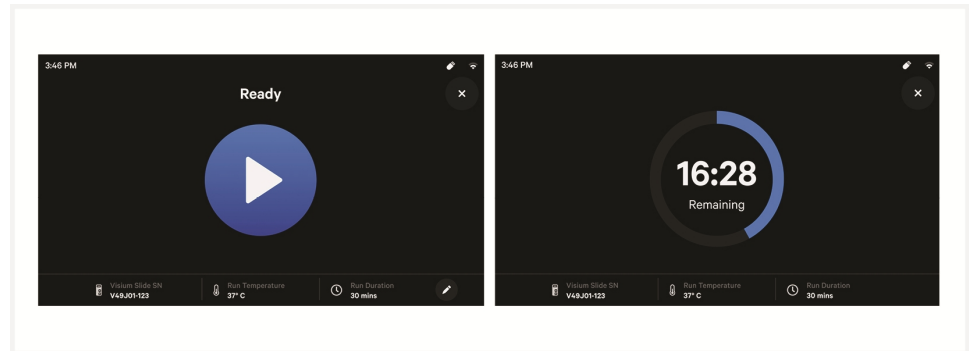 3:46 PM
Ready
Visium Slide SN
V49J01-123
Run Temperature
37° C
Run Duration
30 mins
3:46 PM
16:28
Remaining
Visium Slide SN
V49J01-123
Run Temperature
37° C
Run Duration
30 mins